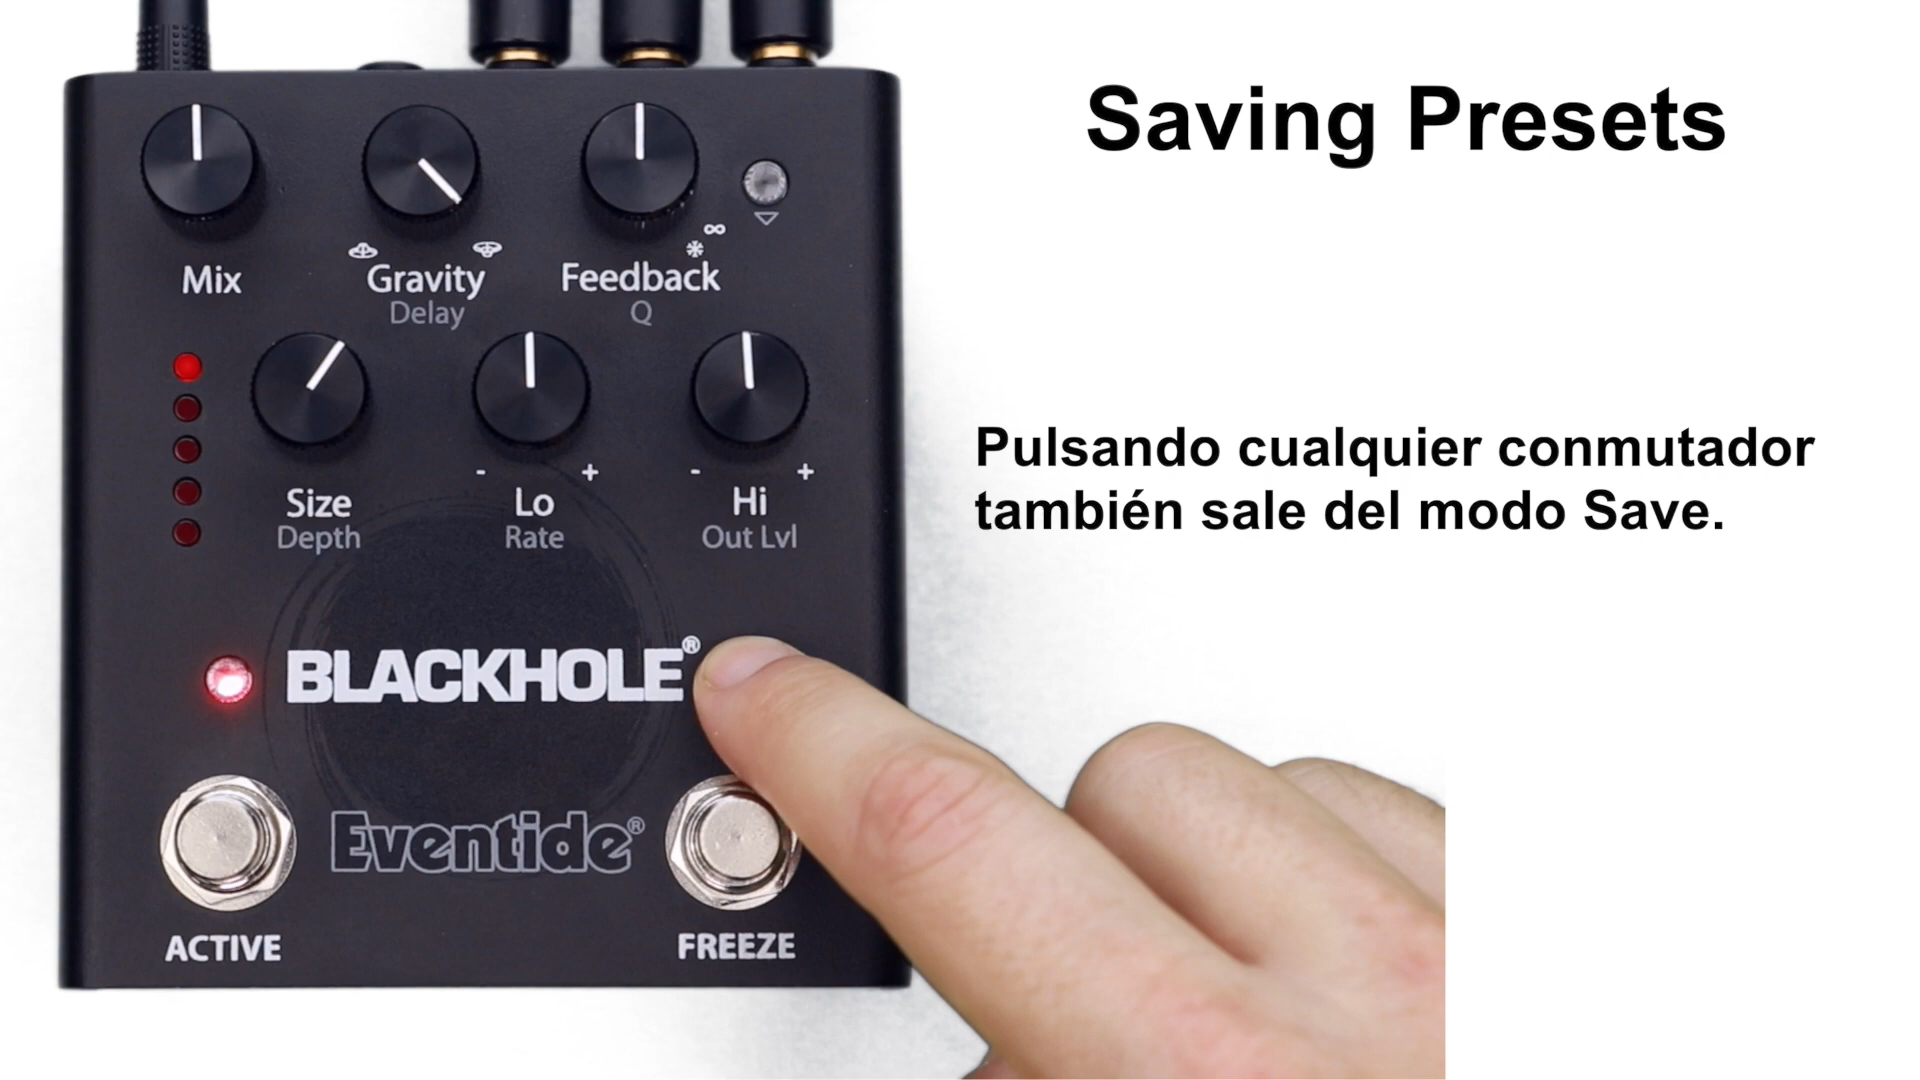 Saving Presets
Mix
Gravity
Delay
Feedback
Q
∞
Size
Depth
- +
Lo
Rate
- +
Hi
Out Lvl
Pulsando cualquier conmutador
también sale del modo Save.
BLACKHOLE®
Eventide®
ACTIVE
FREEZE